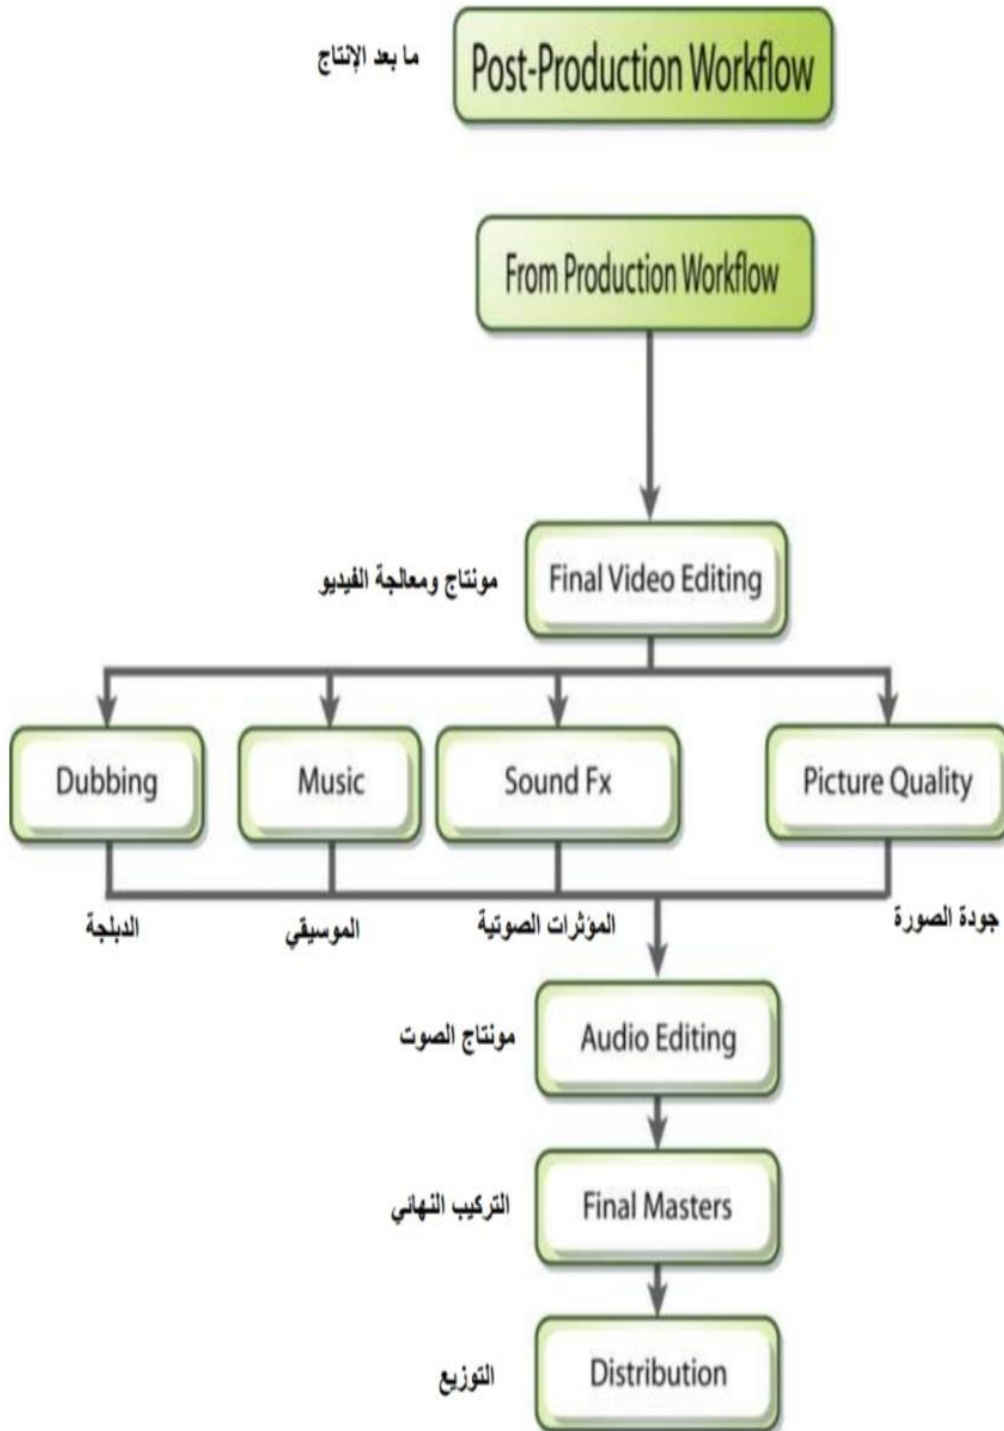 Post-Production Workflow
ما بعد الإنتاج
From Production Workflow
Final Video Editing
مونتاج ومعالجة الفيديو
Dubbing
Music
Sound Fx
Picture Quality
الدبلجة
الموسيقي
المؤثرات الصوتية
جودة الصورة
Audio Editing
مونتاج الصوت
Final Masters
التركيب النهائي
Distribution
التوزيع